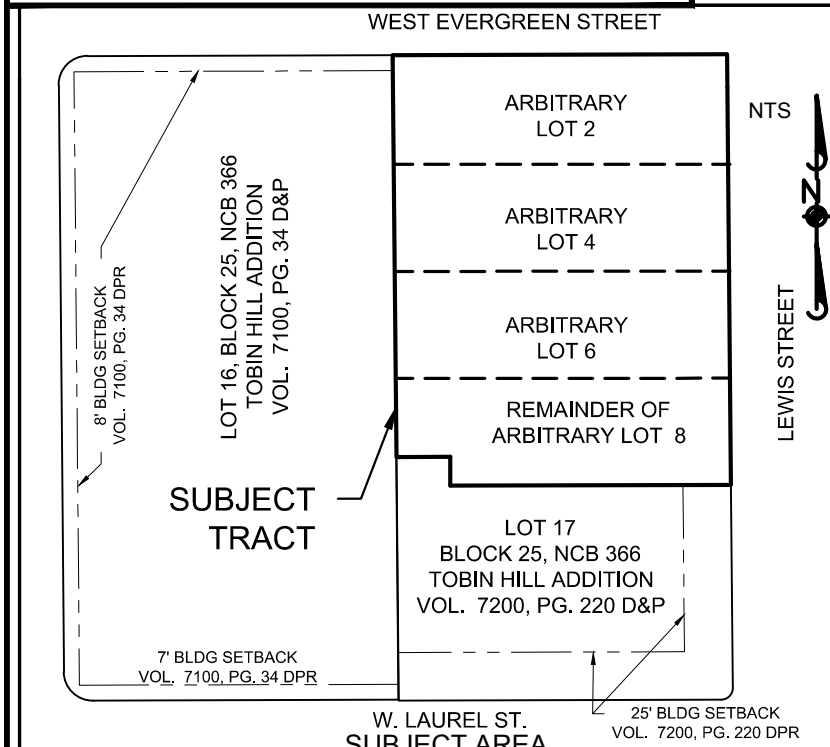 WEST EVERGREEN STREET
ARBITRARY
LOT 2
NTS
N
ARBITRARY
LOT 4
LOT 16, BLOCK 25, NCB 366
TOBIN HILL ADDITION
VOL. 7100, PG. 34 D&P
8' BLDG SETBACK
VOL. 7100, PG. 34 DPR
ARBITRARY
LOT 6
LEWIS STREET
REMAINDER OF
ARBITRARY LOT 8
SUBJECT
TRACT
LOT 17
BLOCK 25, NCB 366
TOBIN HILL ADDITION
VOL. 7200, PG. 220 D&P
7' BLDG SETBACK
VOL. 7100, PG. 34 DPR
25' BLDG SETBACK
VOL. 7200, PG. 220 DPR
W. LAUREL ST.
SUBJECT AREA